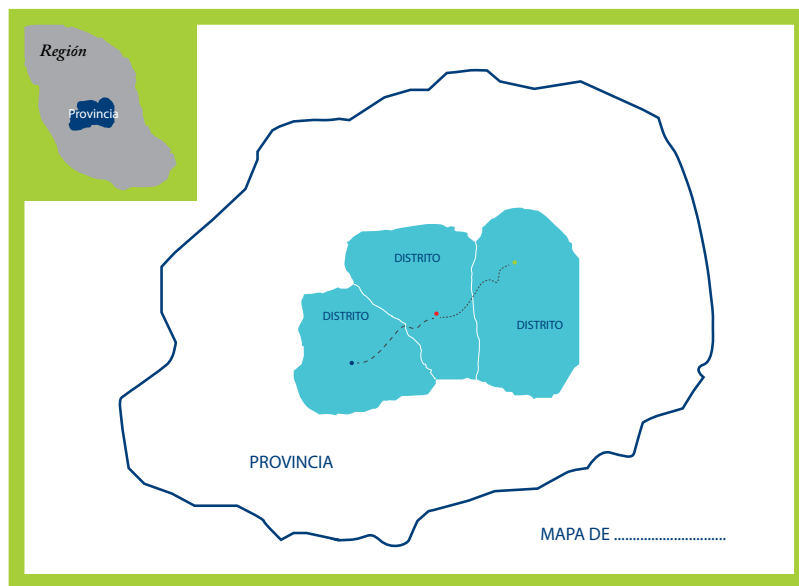 Región
Provincia
DISTRITO
DISTRITO
DISTRITO
PROVINCIA
MAPA DE ............................